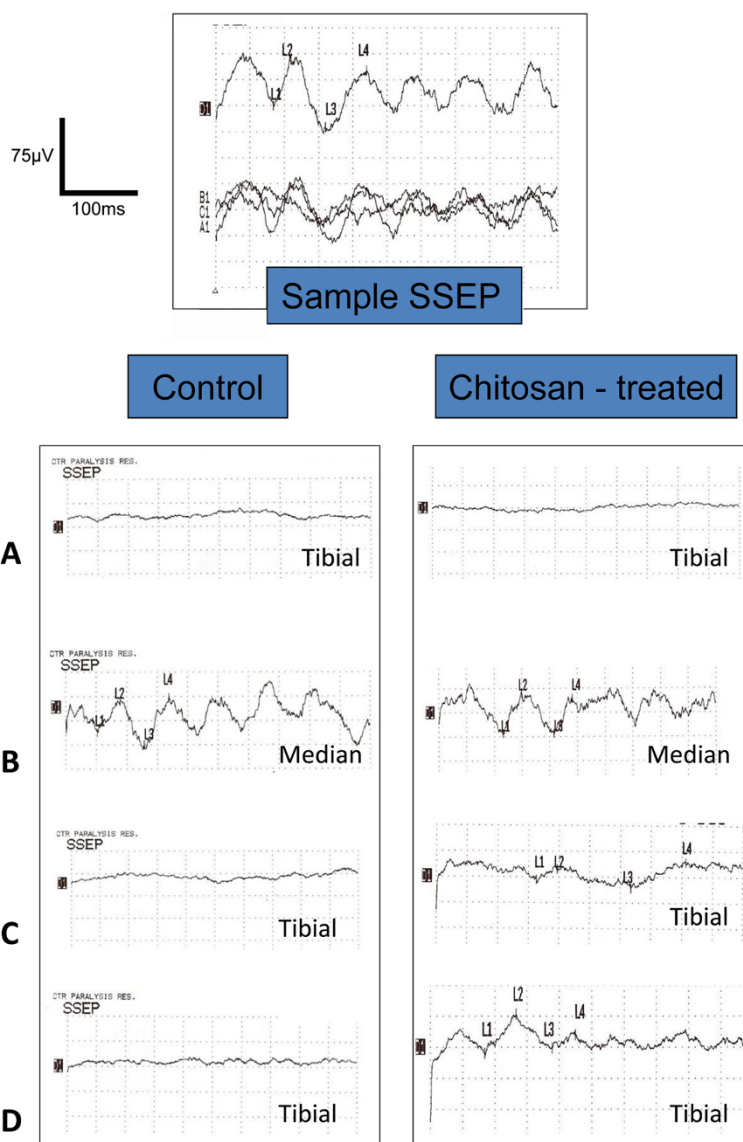 L2
L4
L1
L3
75µV
100ms
B1
C1
A1
Sample SSEP
Control
Chitosan - treated
CTR PARALYSIS RES.
SSEP
A
Tibial
Tibial
CTR PARALYSIS RES.
SSEP
L2
L4
L1
L3
L2
L4
L1
L3
B
Median
Median
CTR PARALYSIS RES.
SSEP
L1
L2
L3
L4
C
Tibial
Tibial
CTR PARALYSIS RES.
SSEP
L2
L1
L3
L4
D
Tibial
Tibial